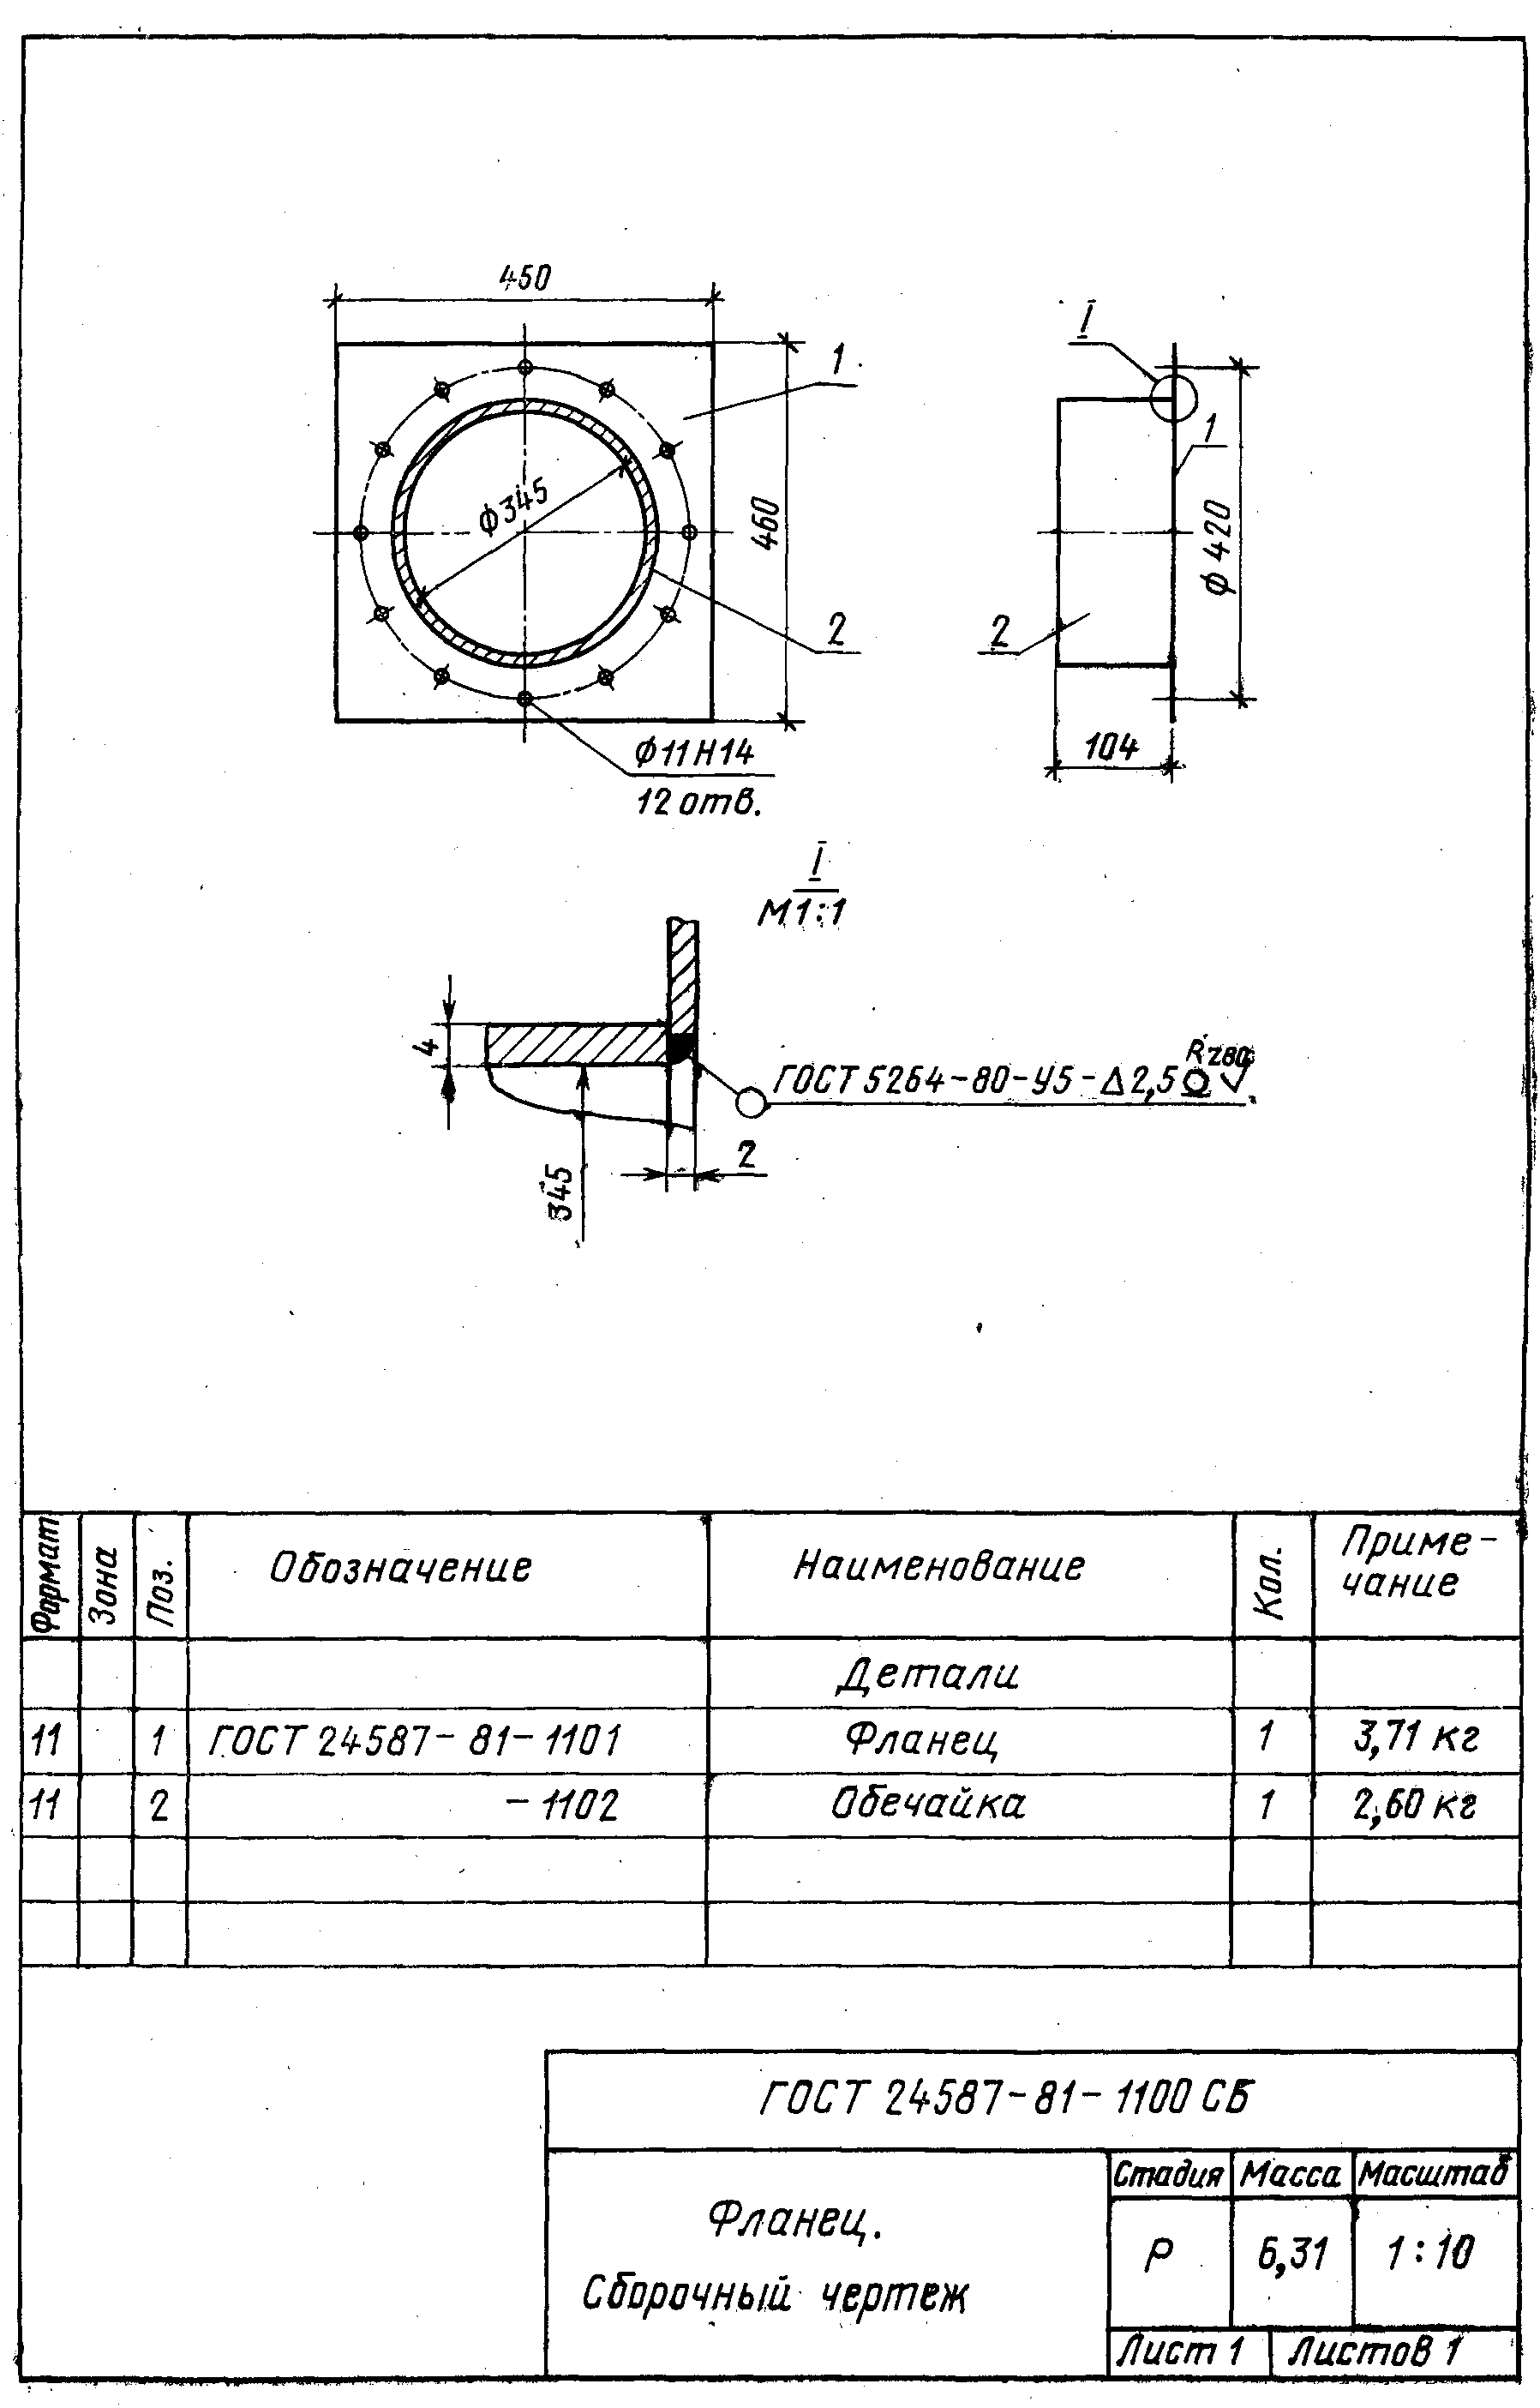 450
I
1
460
Ф345
1
Ф420
2
2
104
Ф11Н14
12 отв.
I
М1:1
4
ГОСТ 5264-80-У5-Δ2,5
Rz80
2
345
Формат
Зона
Поз.
Обозначение
Наименование
Кол.
Приме-
чание
Детали
11 1 ГОСТ 24587-81-1101 Фланец 1 3,71 кг
11 2 -1102 Обечайка 1 2,60 кг
ГОСТ 24587-81-1100 СБ
Фланец.
Сборочный чертеж
Стадия Масса Масштаб
Р 6,31 1:10
Лист 1 Листов 1